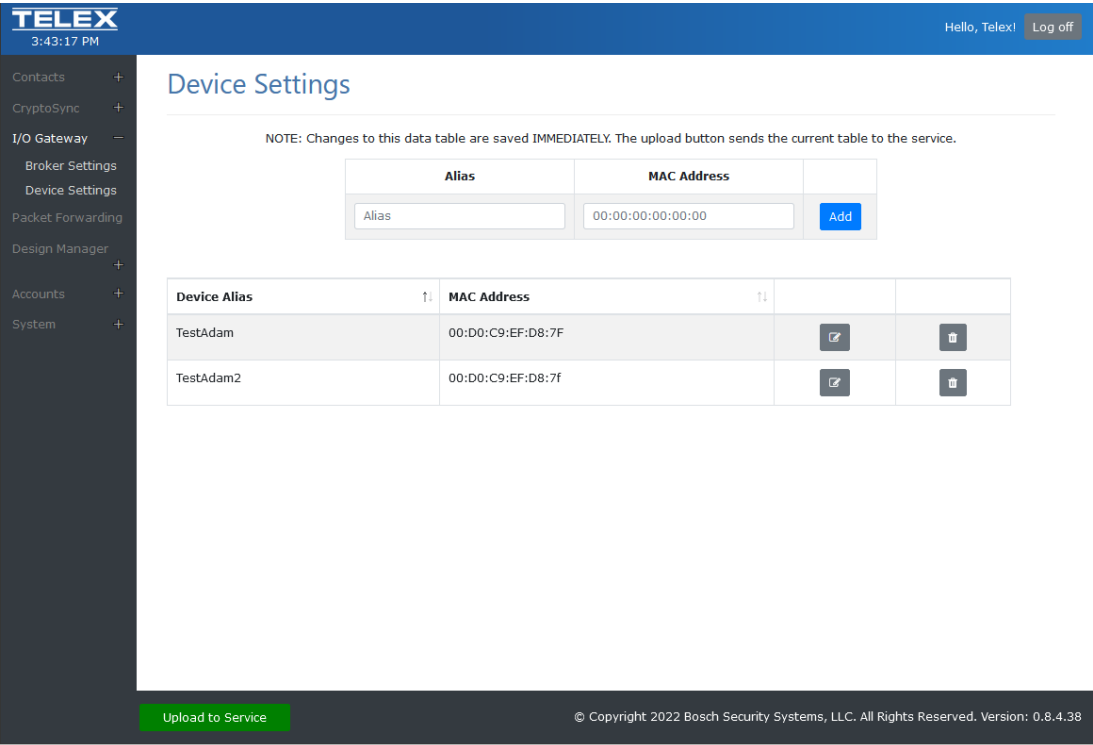 TELEX
3:43:17 PM
Hello, Telex! Log off
Contacts +
CryptoSync +
I/O Gateway −
Broker Settings
Device Settings
Packet Forwarding
Design Manager
+
Accounts +
System +
Device Settings
NOTE: Changes to this data table are saved IMMEDIATELY. The upload button sends the current table to the service.
Alias MAC Address
Alias 00:00:00:00:00:00 Add
Device Alias ↑↓ MAC Address ↑↓
TestAdam 00:D0:C9:EF:D8:7F
TestAdam2 00:D0:C9:EF:D8:7f
Upload to Service
© Copyright 2022 Bosch Security Systems, LLC. All Rights Reserved. Version: 0.8.4.38